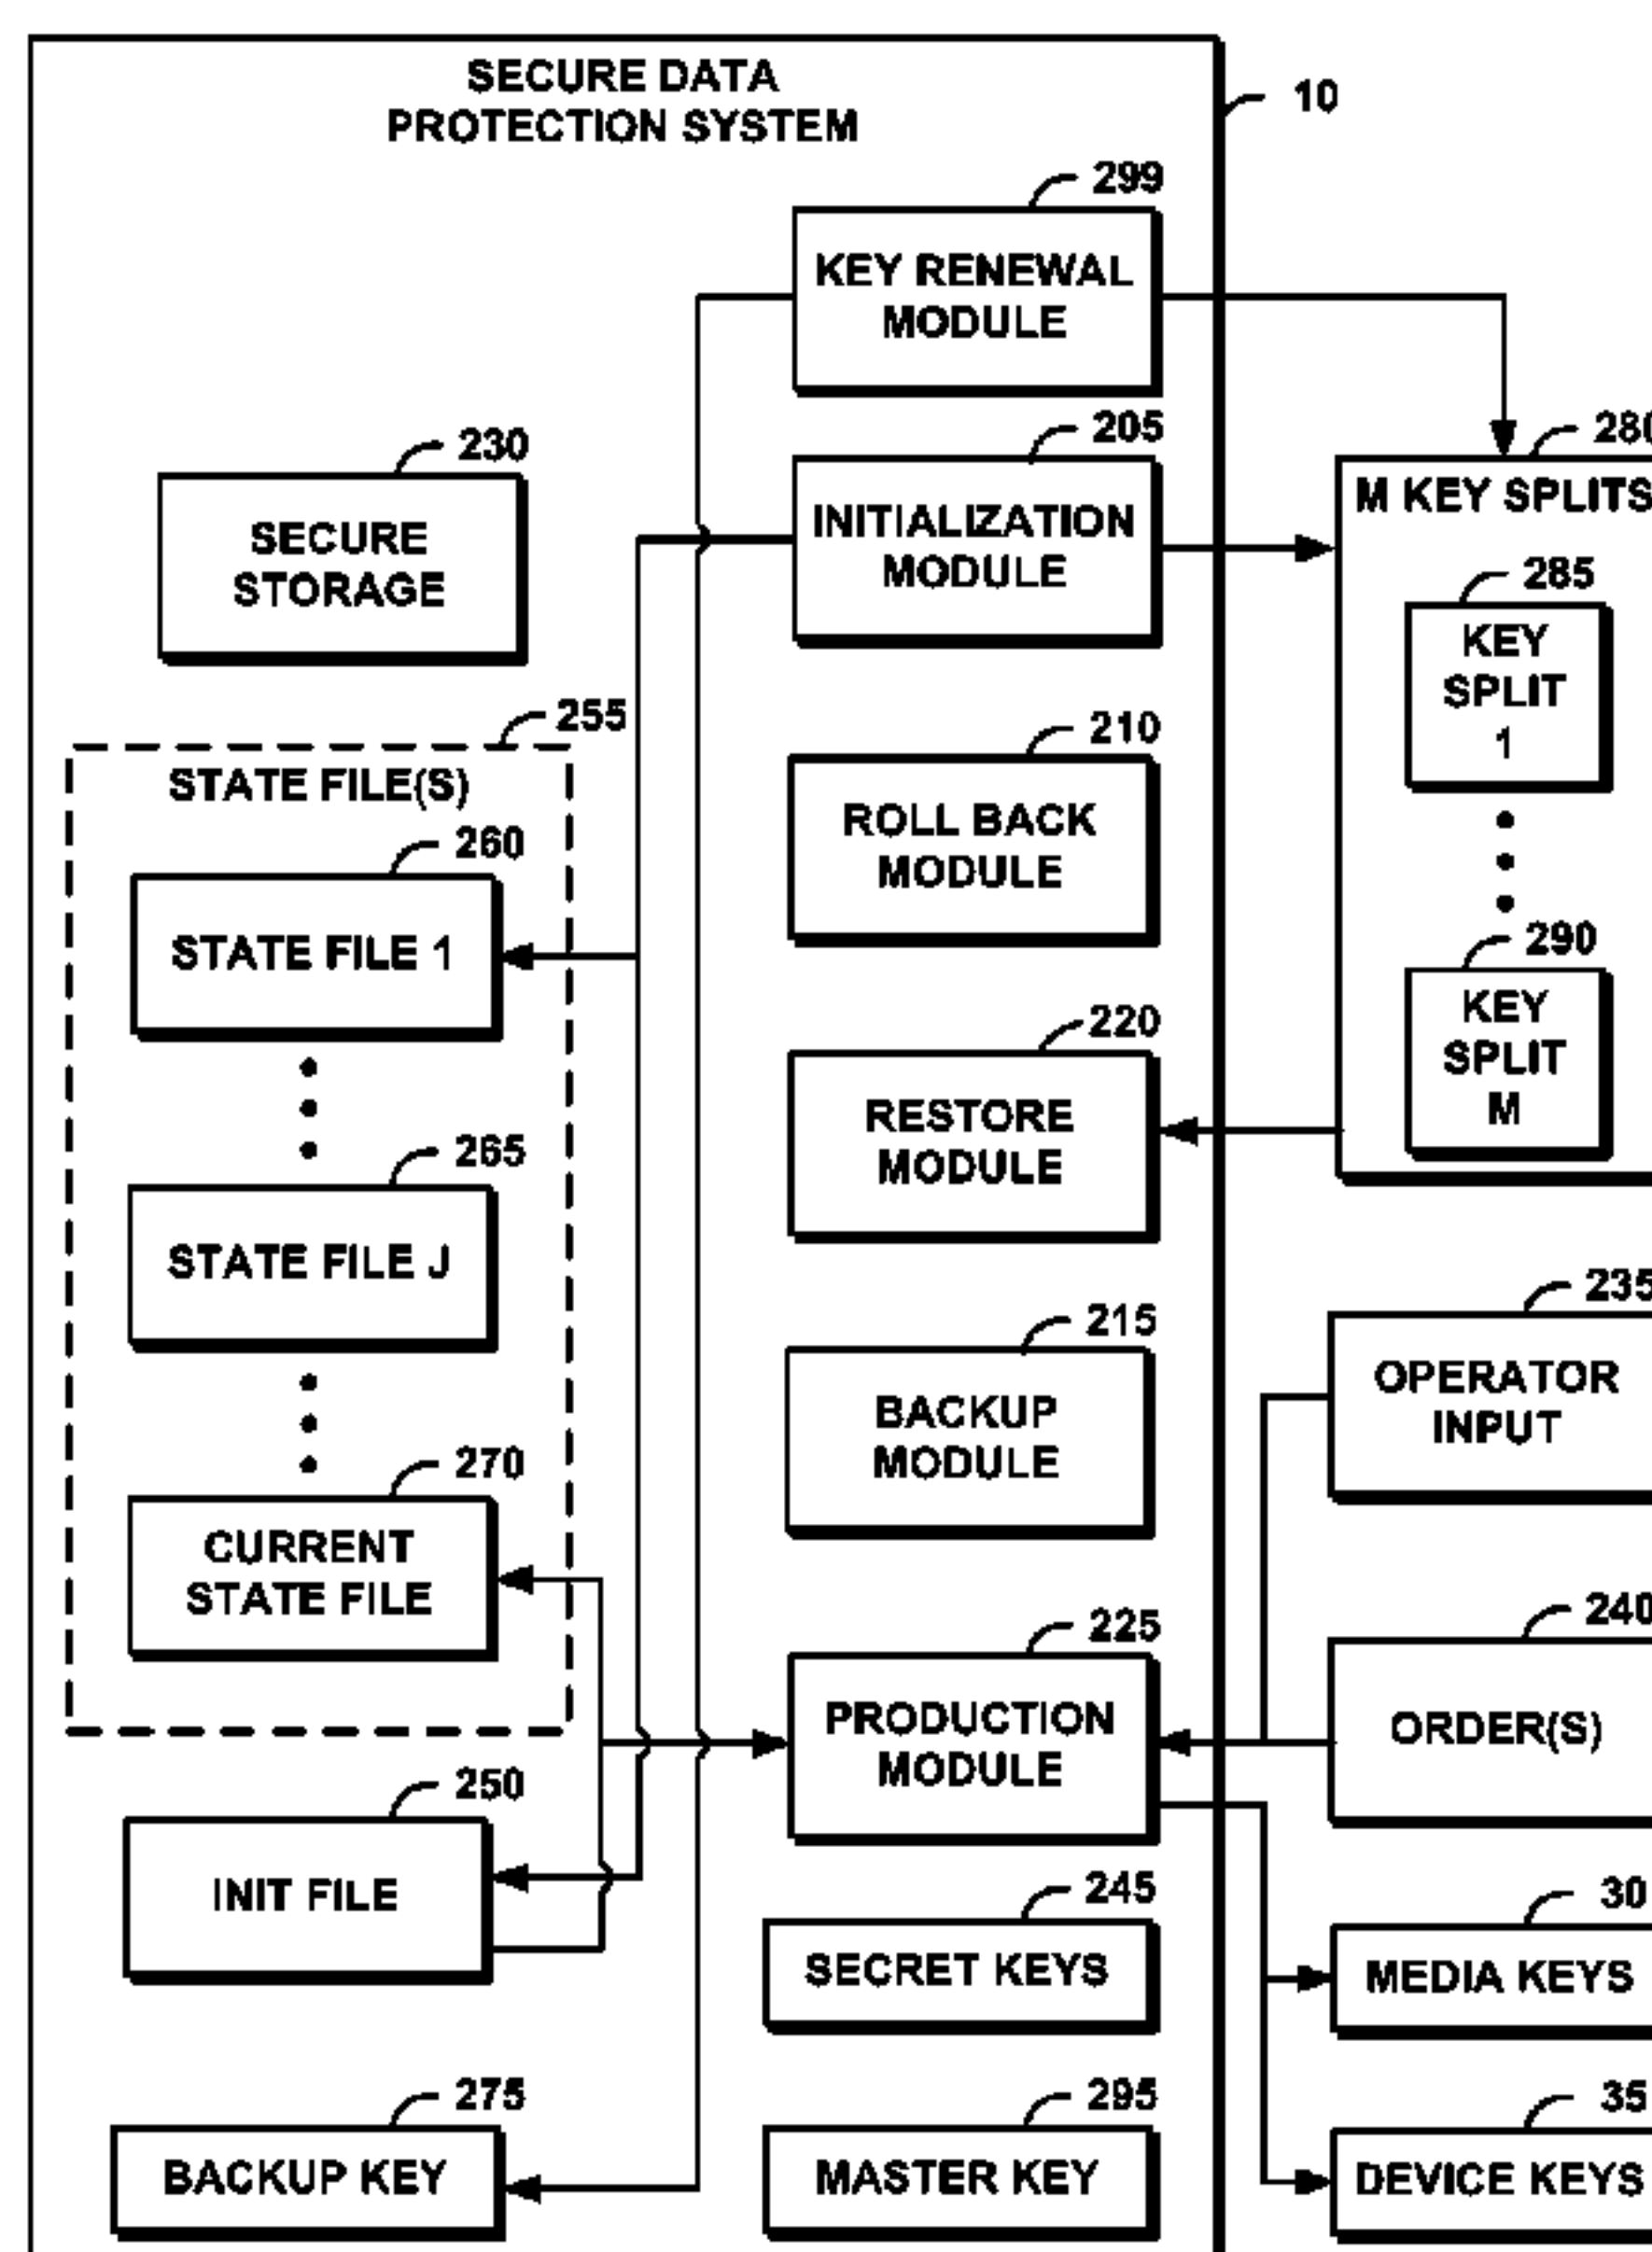 SECURE DATA
PROTECTION SYSTEM
10
299
KEY RENEWAL
MODULE
230
SECURE
STORAGE
205
INITIALIZATION
MODULE
280
M KEY SPLITS
285
KEY
SPLIT
1
290
KEY
SPLIT
M
255
STATE FILE(S)
260
STATE FILE 1
265
STATE FILE J
270
CURRENT
STATE FILE
210
ROLL BACK
MODULE
220
RESTORE
MODULE
215
BACKUP
MODULE
235
OPERATOR
INPUT
225
PRODUCTION
MODULE
240
ORDER(S)
250
INIT FILE
245
SECRET KEYS
30
MEDIA KEYS
275
BACKUP KEY
295
MASTER KEY
35
DEVICE KEYS